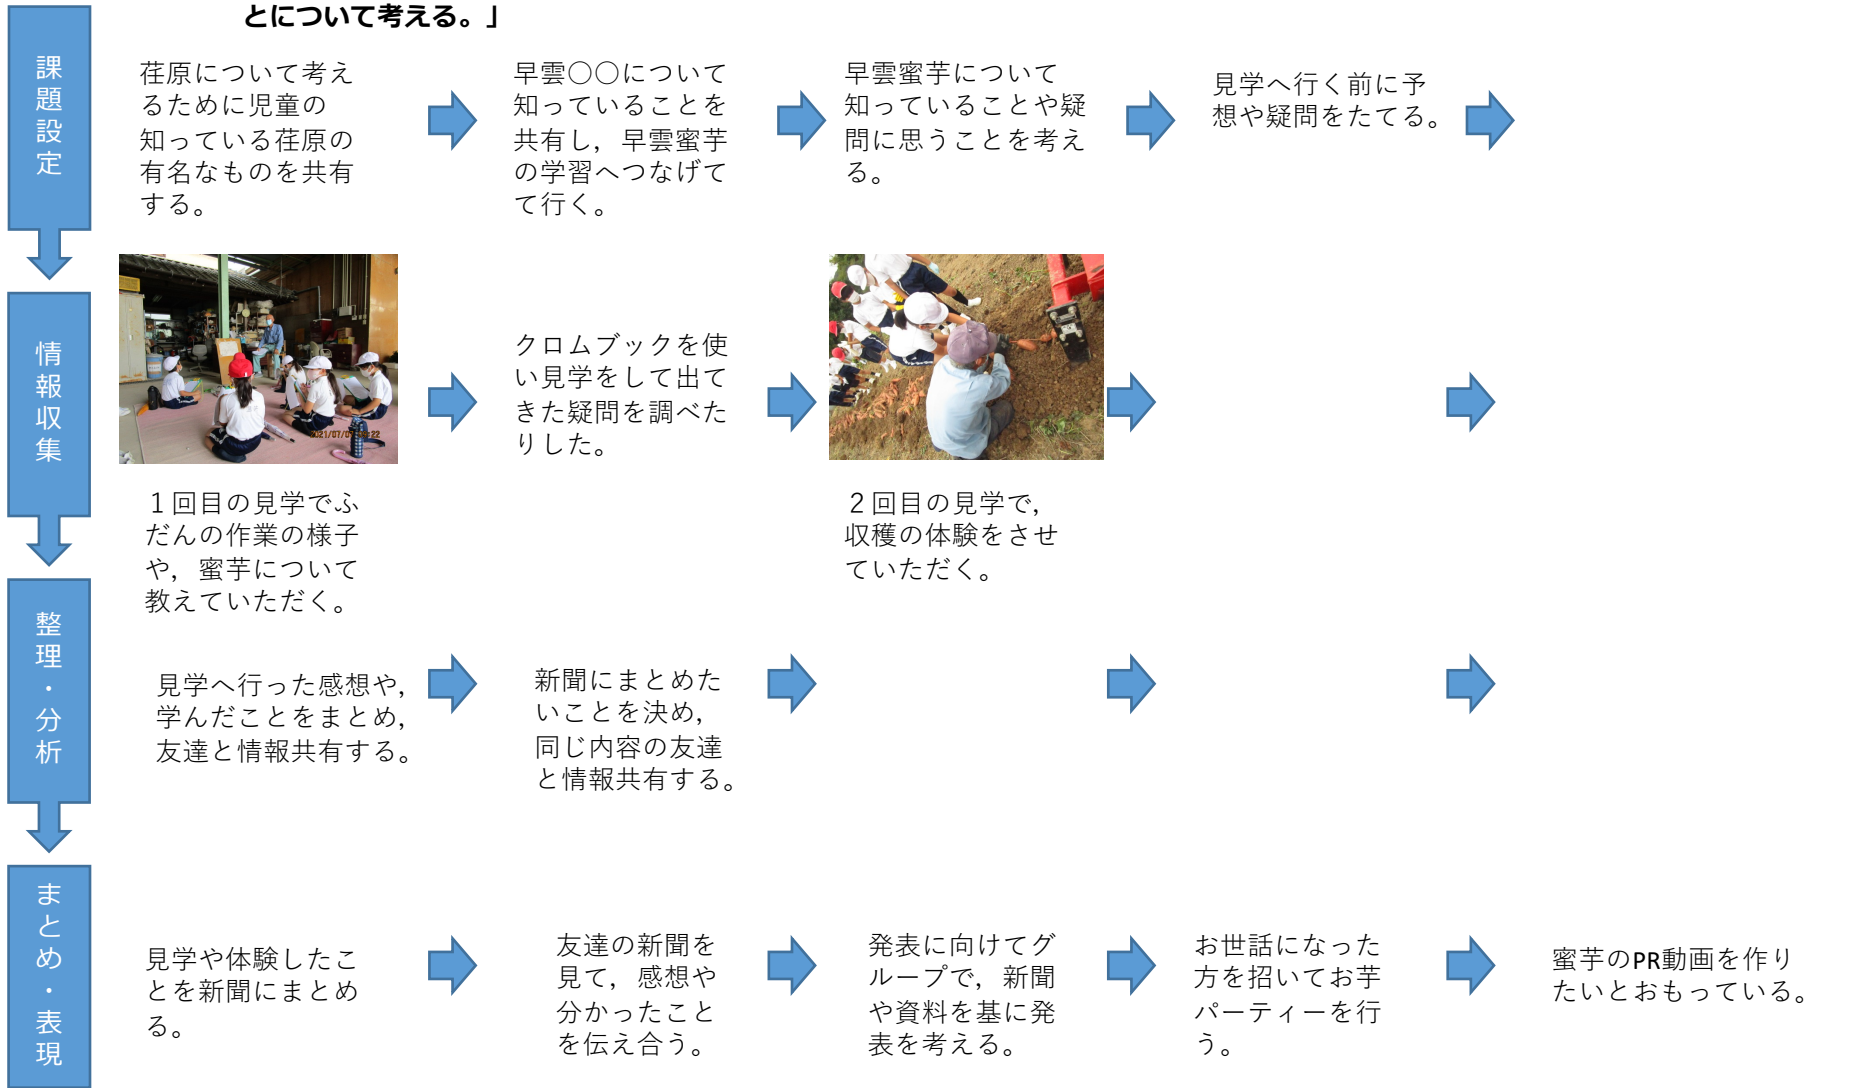 とについて考える。」
課題設定
荏原について考え
るために児童の
知っている荏原の
有名なものを共有
する。
早雲〇〇について
知っていることを
共有し，早雲蜜芋
の学習へつなげて
て行く。
早雲蜜芋について
知っていることや疑
問に思うことを考え
る。
見学へ行く前に予
想や疑問をたてる。
情報収集
１回目の見学でふ
だんの作業の様子
や，蜜芋について
教えていただく。
クロムブックを使
い見学をして出て
きた疑問を調べた
りした。
２回目の見学で，
収穫の体験をさせ
ていただく。
整理・分析
見学へ行った感想や，
学んだことをまとめ，
友達と情報共有する。
新聞にまとめた
いことを決め，
同じ内容の友達
と情報共有する。
まとめ・表現
見学や体験したこ
とを新聞にまとめ
る。
友達の新聞を
見て，感想や
分かったこと
を伝え合う。
発表に向けてグ
ループで，新聞
や資料を基に発
表を考える。
お世話になった
方を招いてお芋
パーティーを行
う。
蜜芋のPR動画を作り
たいとおもっている。